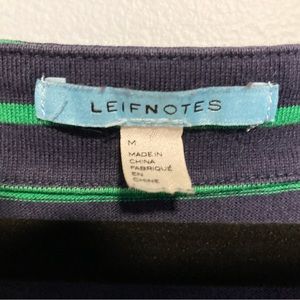 LEIFNOTES
M
MADE IN
CHINA
FABRIQUÉ
EN
CHINE